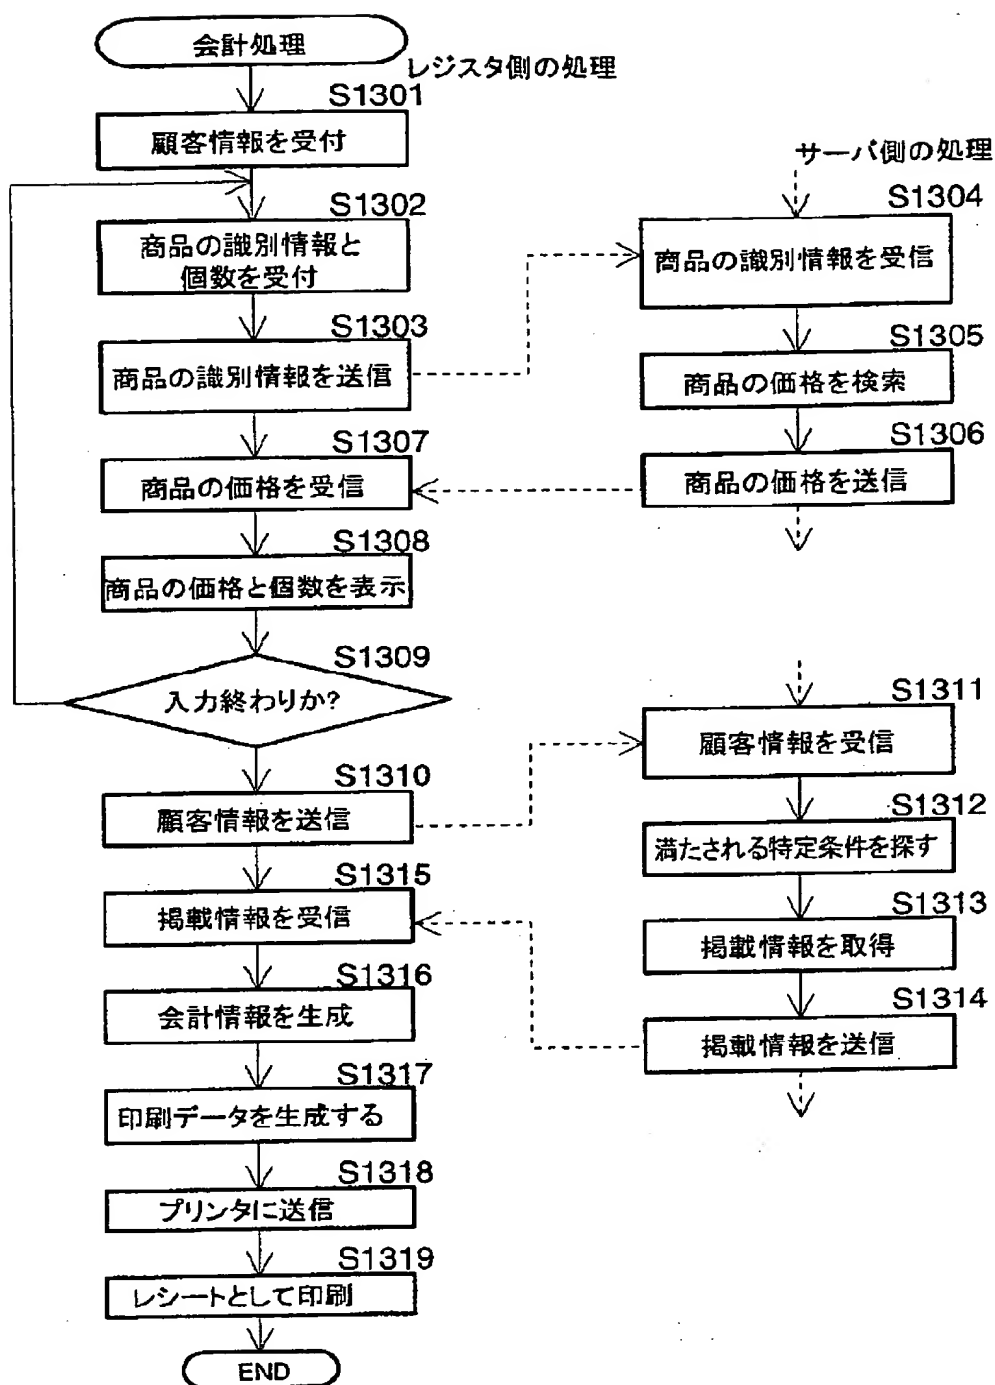 会計処理
レジスタ側の処理
S1301
顧客情報を受付
S1302
商品の識別情報と
個数を受付
S1303
商品の識別情報を送信
サーバ側の処理
S1304
商品の識別情報を受信
S1305
商品の価格を検索
S1306
商品の価格を送信
S1307
商品の価格を受信
S1308
商品の価格と個数を表示
S1309
入力終わりか?
S1310
顧客情報を送信
S1311
顧客情報を受信
S1312
満たされる特定条件を探す
S1313
掲載情報を取得
S1314
掲載情報を送信
S1315
掲載情報を受信
S1316
会計情報を生成
S1317
印刷データを生成する
S1318
プリンタに送信
S1319
レシートとして印刷
END